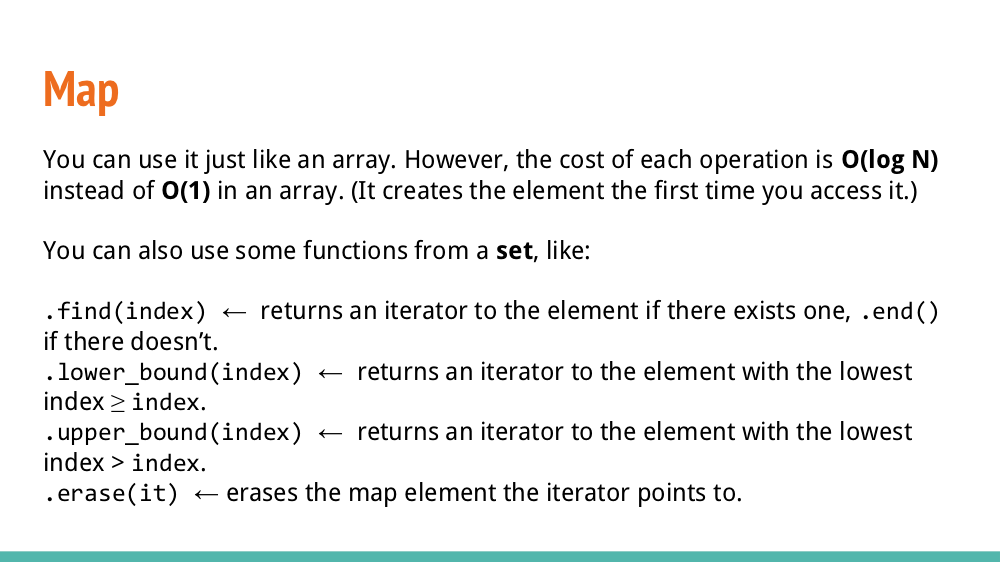 Map
You can use it just like an array. However, the cost of each operation is O(log N)
instead of O(1) in an array. (It creates the element the first time you access it.)
You can also use some functions from a set, like:
.find(index) ← returns an iterator to the element if there exists one, .end()
if there doesn’t.
.lower_bound(index) ← returns an iterator to the element with the lowest
index ≥ index.
.upper_bound(index) ← returns an iterator to the element with the lowest
index > index.
.erase(it) ← erases the map element the iterator points to.